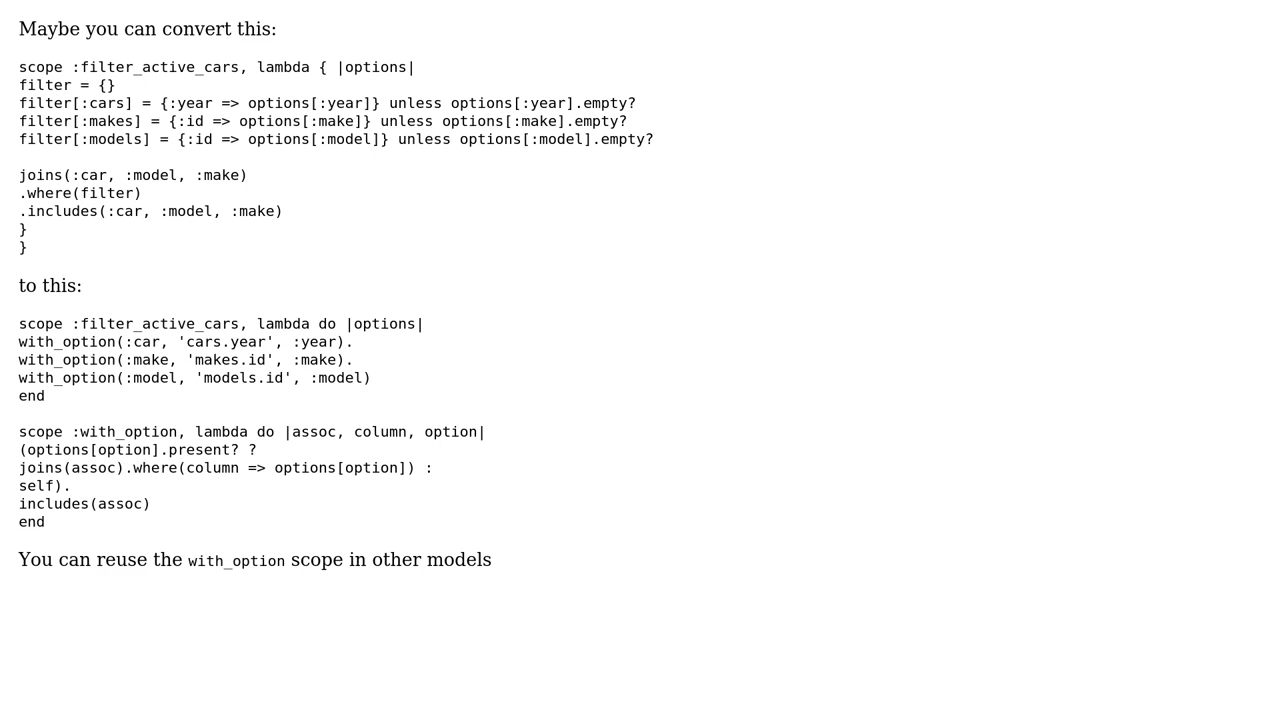 Maybe you can convert this:
scope :filter_active_cars, lambda { |options|
filter = {}
filter[:cars] = {:year => options[:year]} unless options[:year].empty?
filter[:makes] = {:id => options[:make]} unless options[:make].empty?
filter[:models] = {:id => options[:model]} unless options[:model].empty?
joins(:car, :model, :make)
.where(filter)
.includes(:car, :model, :make)
}
}
to this:
scope :filter_active_cars, lambda do |options|
with_option(:car, 'cars.year', :year).
with_option(:make, 'makes.id', :make).
with_option(:model, 'models.id', :model)
end
scope :with_option, lambda do |assoc, column, option|
(options[option].present? ?
joins(assoc).where(column => options[option]) :
self).
includes(assoc)
end
You can reuse the with_option scope in other models